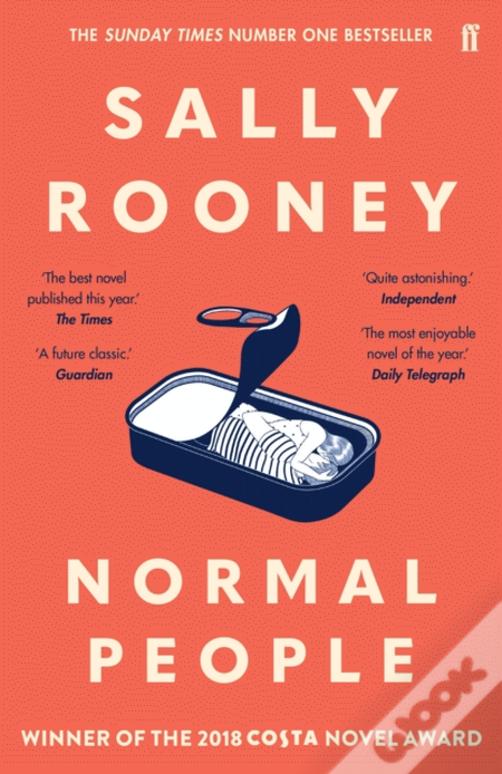 THE SUNDAY TIMES NUMBER ONE BESTSELLER
ff
SALLY
ROONEY
‘The best novel
published this year.’
The Times
‘A future classic.’
Guardian
‘Quite astonishing.’
Independent
‘The most enjoyable
novel of the year.’
Daily Telegraph
NORMAL
PEOPLE
WINNER OF THE 2018 COSTA NOVEL AWARD
WOOK